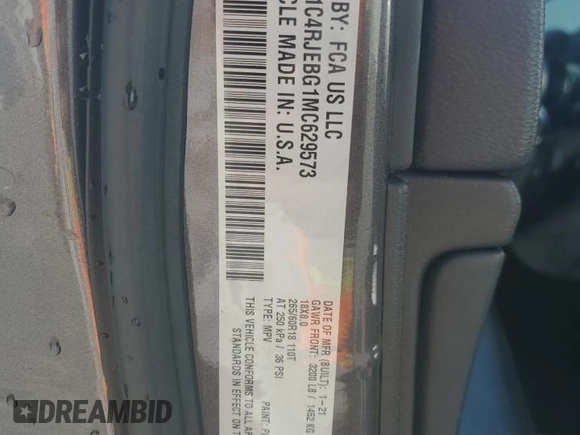 BY: FCA US LLC
1C4RJEBG1MC629573
CLE MADE IN: U.S.A.
DATE OF MFR (BUILT): 1-21
GAWR FRONT: 3200 LB / 1452 KG
18X8.0
265/60R18 110T
AT 250 kPa / 36 PSI
TYPE: MPV
THIS VEHICLE CONFORMS TO ALL
STANDARDS IN EFFECT ON T
PAINT:
DREAMBID